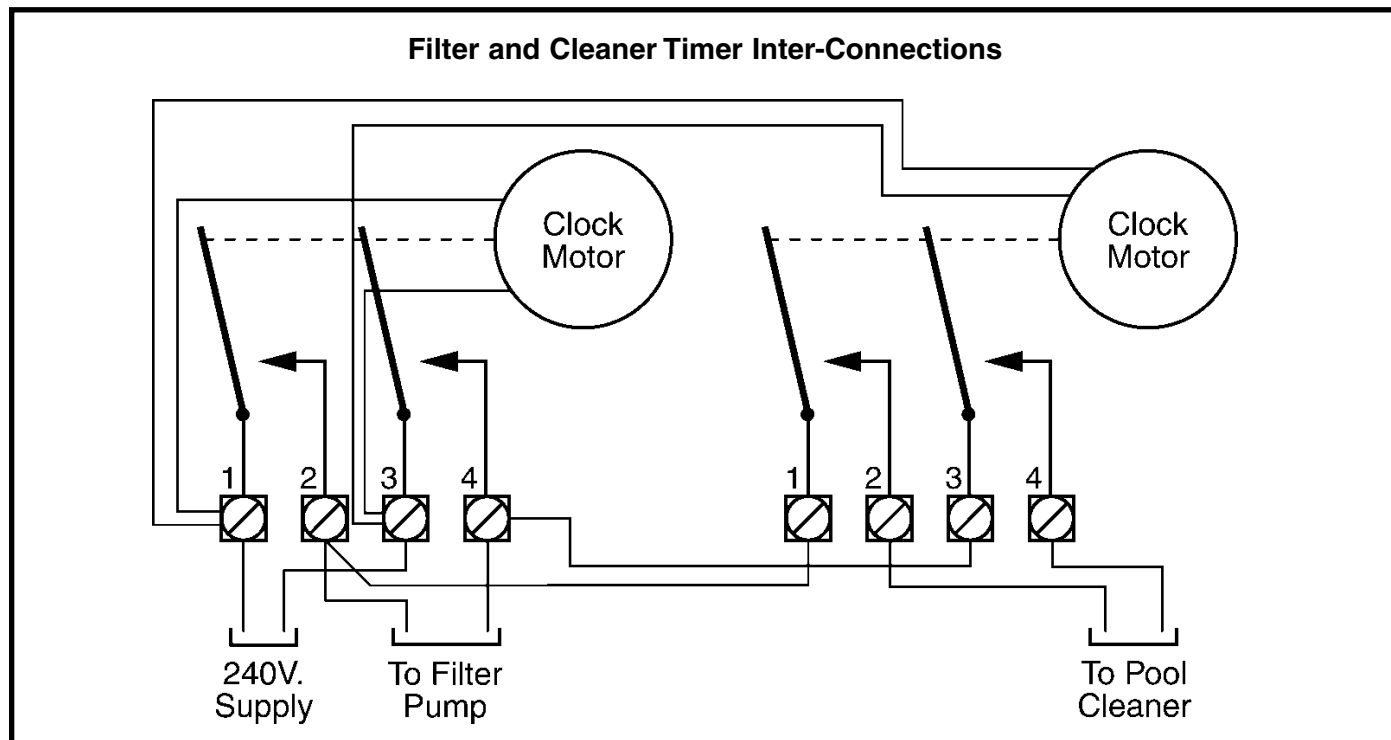 Filter and Cleaner Timer Inter-Connections
Clock
Motor
Clock
Motor
1 2 3 4
1 2 3 4
240V.
Supply
To Filter
Pump
To Pool
Cleaner